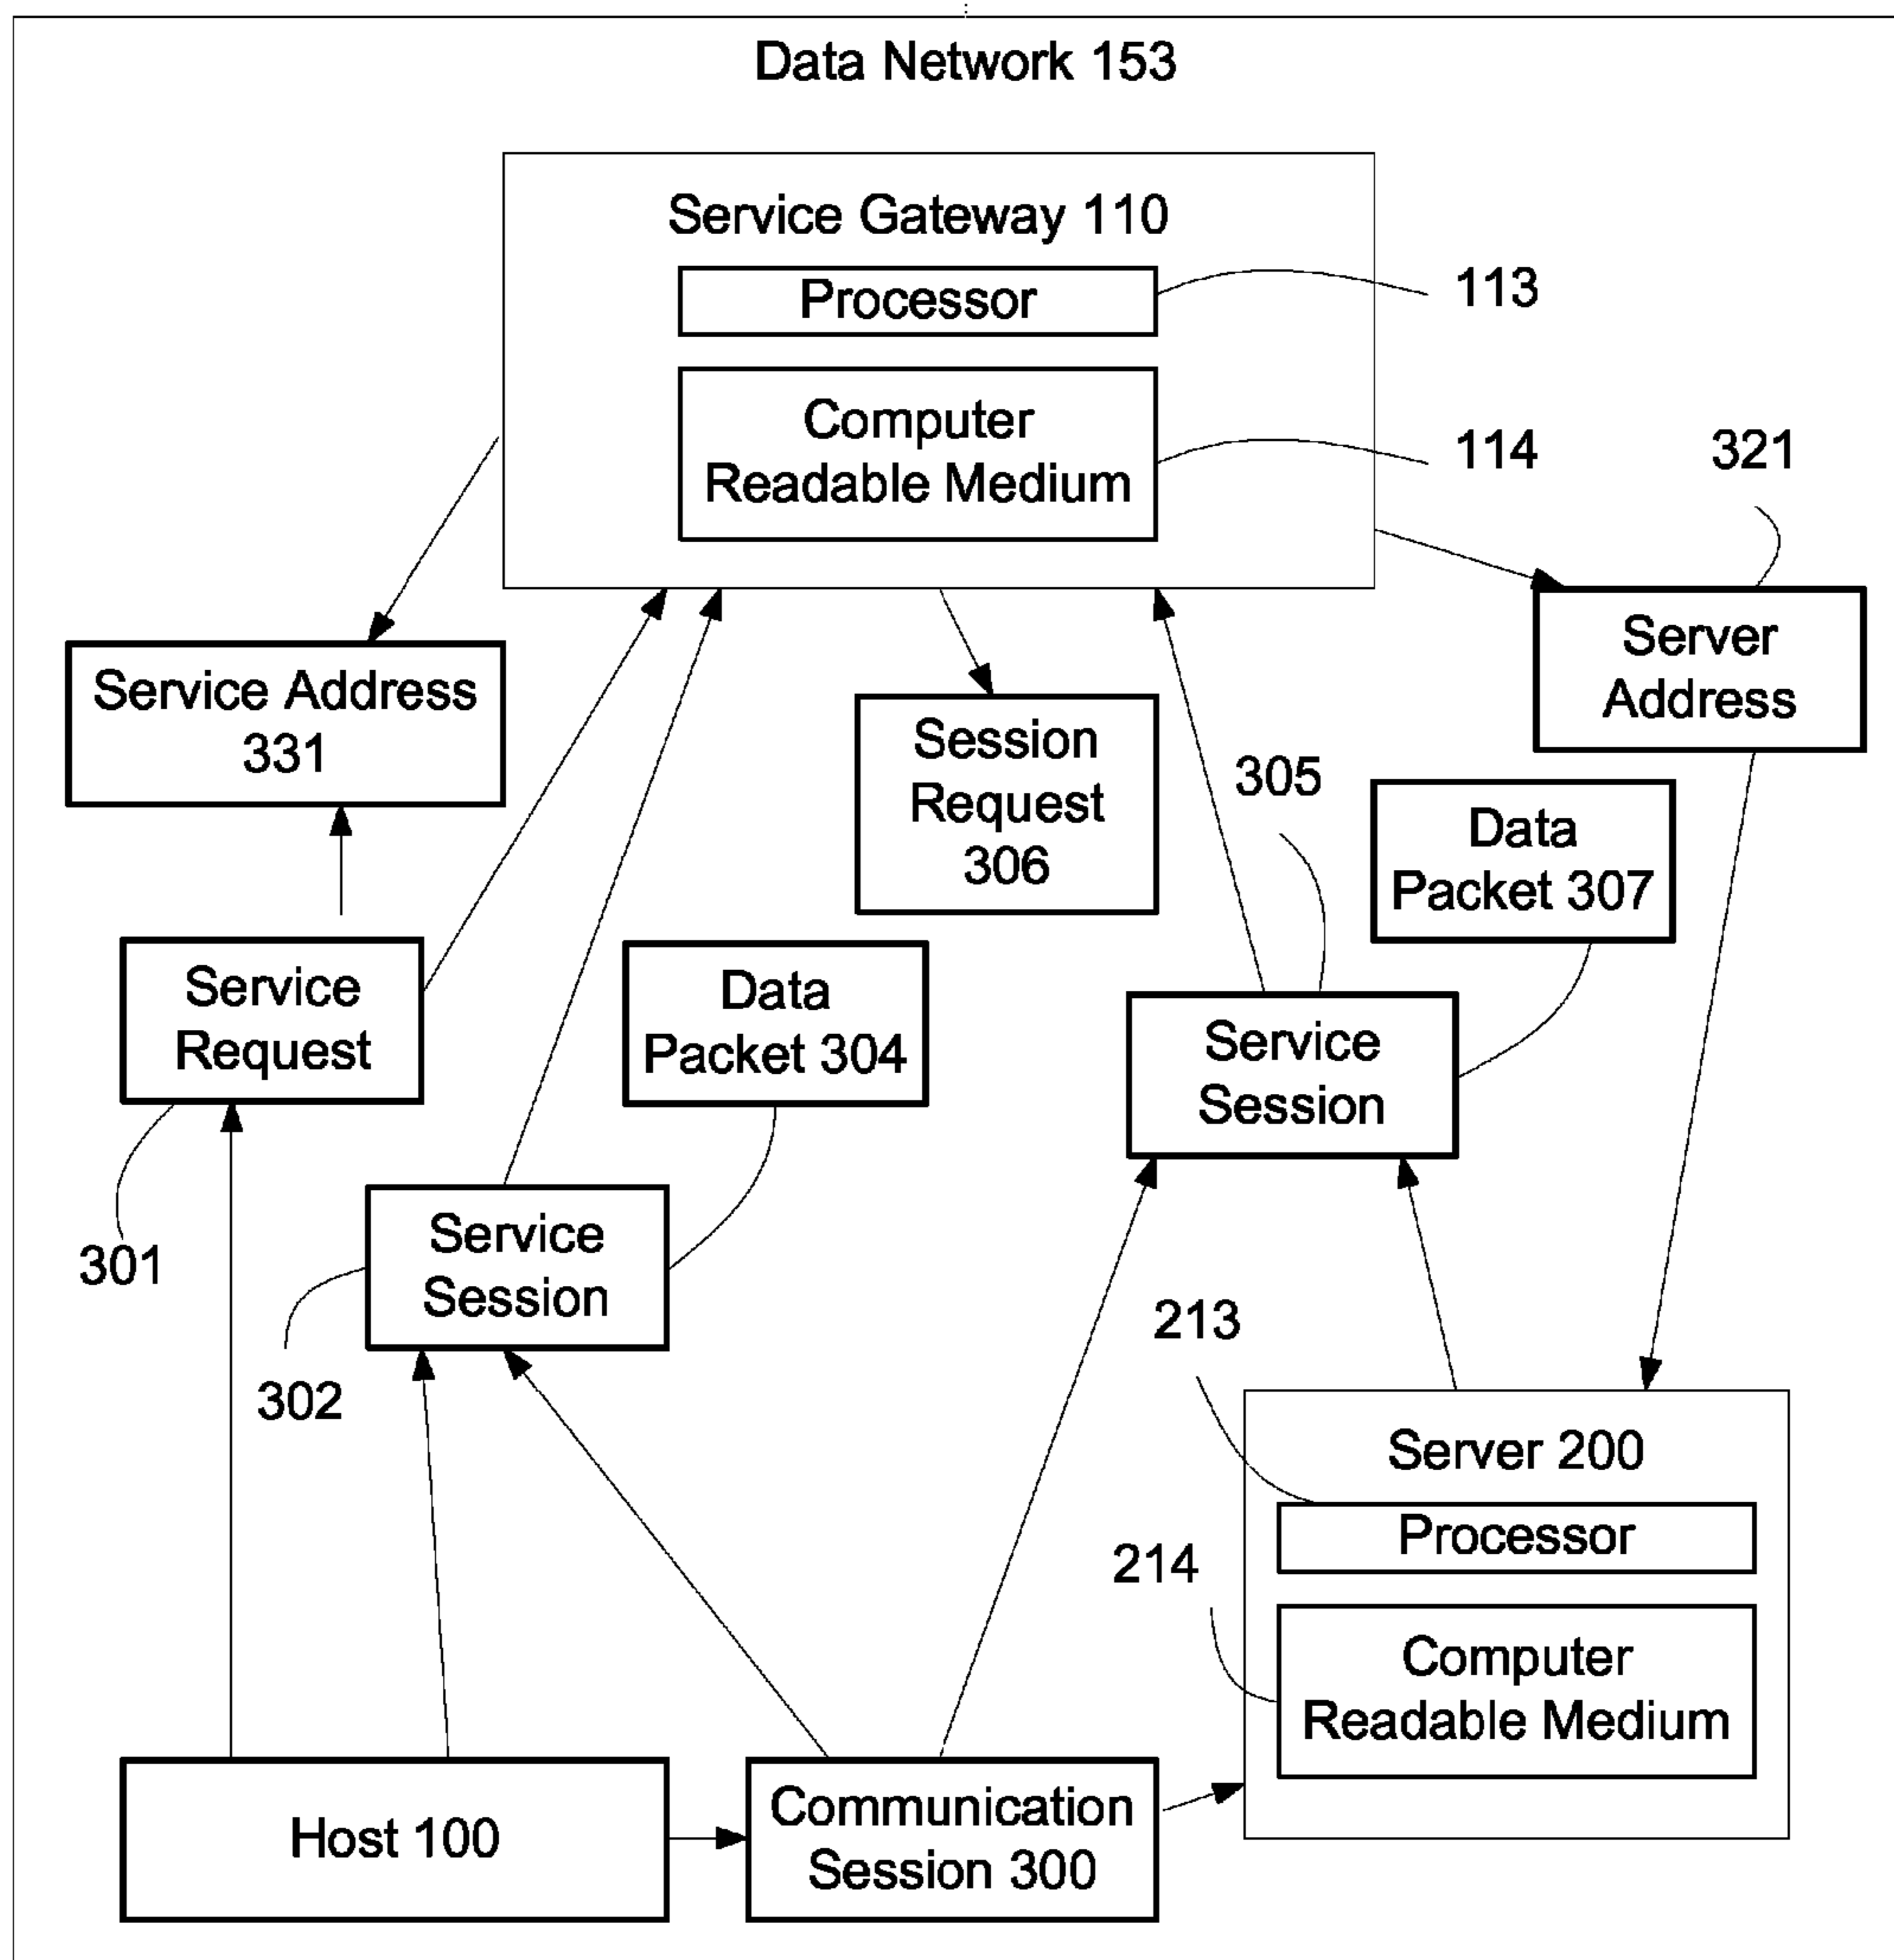 Data Network 153
Service Gateway 110
Processor
113
Computer
Readable Medium
114
321
Service Address
331
Server
Address
Session
Request
306
305
Data
Packet 307
Service
Request
Data
Packet 304
Service
Session
301
Service
Session
302
213
Server 200
Processor
214
Computer
Readable Medium
Host 100
Communication
Session 300